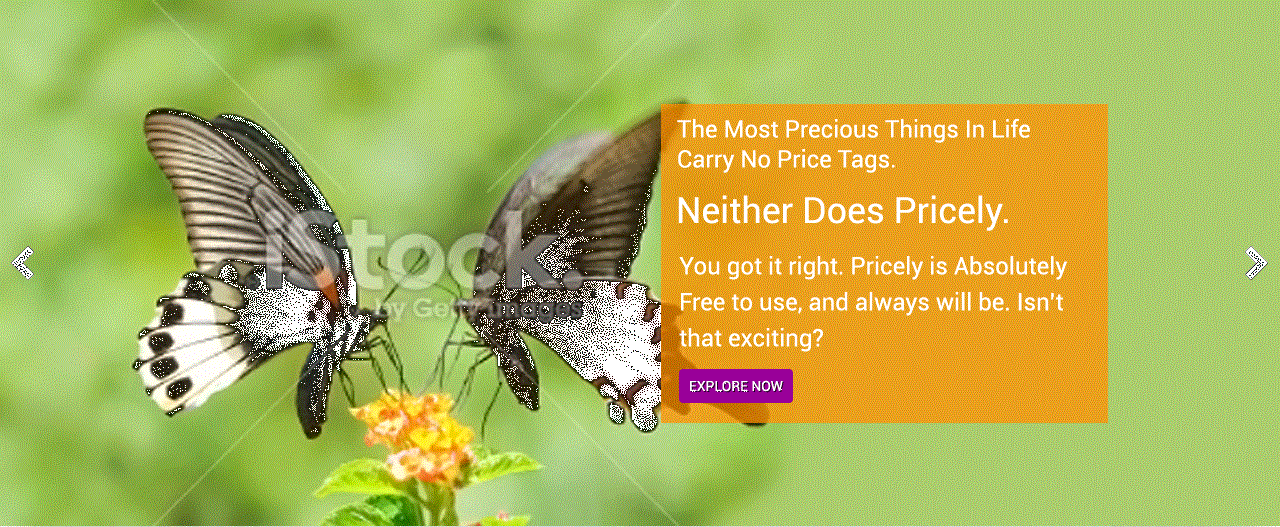 The Most Precious Things In Life
Carry No Price Tags.
Neither Does Pricely.
You got it right. Pricely is Absolutely
Free to use, and always will be. Isn't
that exciting?
EXPLORE NOW
iStock.
by Getty Images